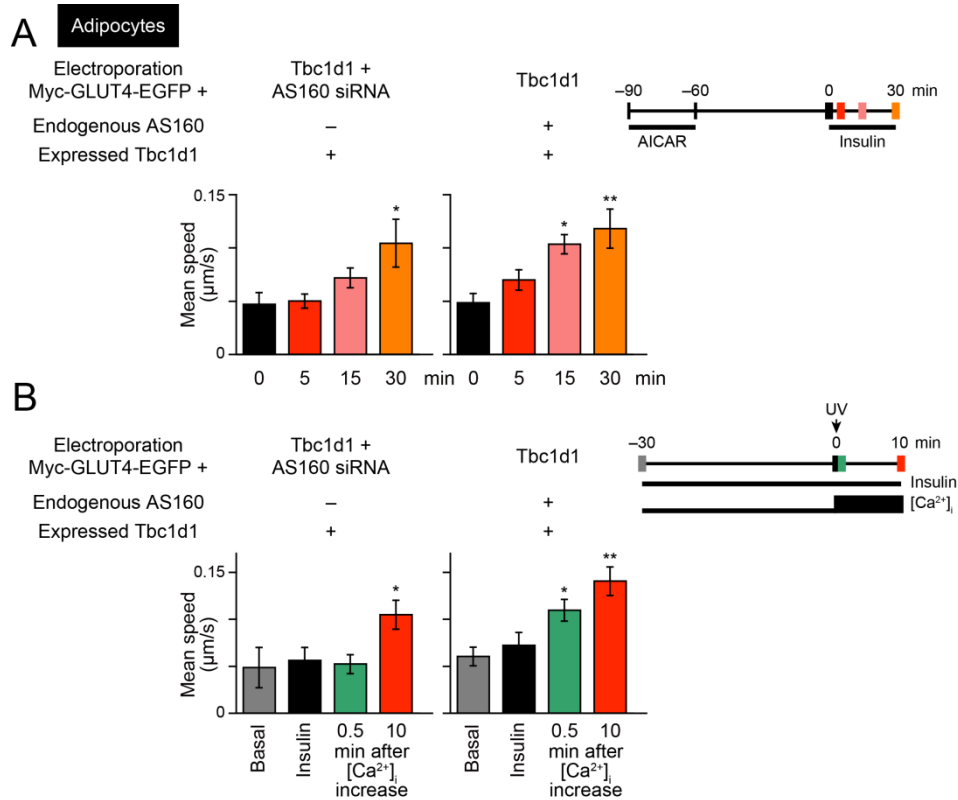 A
Adipocytes
Electroporation
Myc-GLUT4-EGFP +
Tbc1d1 +
AS160 siRNA
Tbc1d1
Endogenous AS160
–
+
Expressed Tbc1d1
+
+
–90
–60
0
30
min
AICAR
Insulin
Mean speed
(µm/s)
0.15
0
*
*
**
0 5 15 30 min
0 5 15 30 min
B
Electroporation
Myc-GLUT4-EGFP +
Tbc1d1 +
AS160 siRNA
Tbc1d1
Endogenous AS160
–
+
Expressed Tbc1d1
+
+
UV
–30
0
10
min
Insulin
[Ca²⁺]ᵢ
Mean speed
(µm/s)
0.15
0
*
*
**
Basal
Insulin
0.5 10
min after
[Ca²⁺]ᵢ
increase
Basal
Insulin
0.5 10
min after
[Ca²⁺]ᵢ
increase